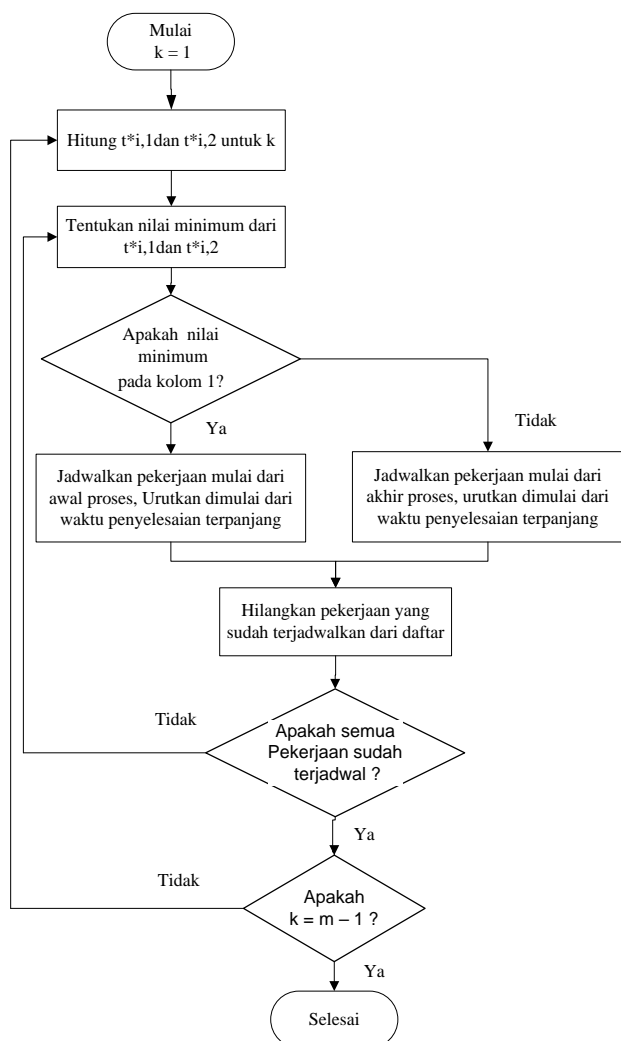 Mulai
k = 1
Hitung t*i,1dan t*i,2 untuk k
Tentukan nilai minimum dari
t*i,1dan t*i,2
Apakah nilai
minimum
pada kolom 1?
Ya
Tidak
Jadwalkan pekerjaan mulai dari
awal proses, Urutkan dimulai dari
waktu penyelesaian terpanjang
Jadwalkan pekerjaan mulai dari
akhir proses, urutkan dimulai dari
waktu penyelesaian terpanjang
Hilangkan pekerjaan yang
sudah terjadwalkan dari daftar
Tidak
Apakah semua
Pekerjaan sudah
terjadwal ?
Ya
Tidak
Apakah
k = m – 1 ?
Ya
Selesai